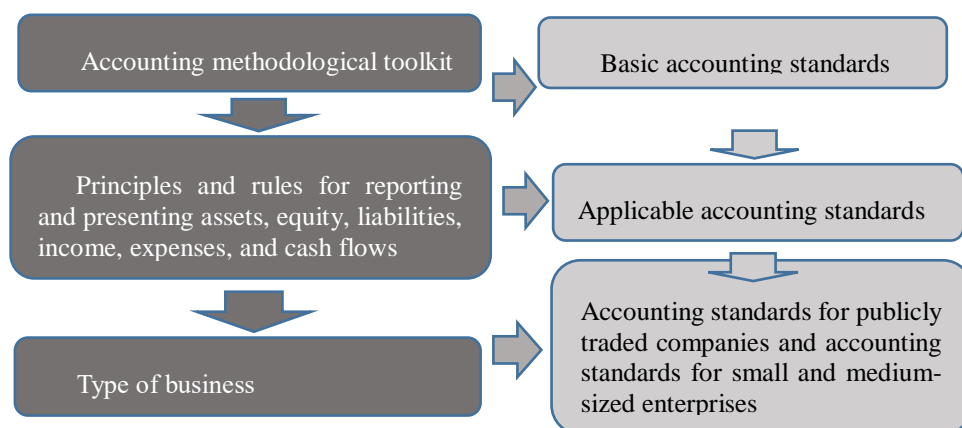 Accounting methodological toolkit
Basic accounting standards
Principles and rules for reporting
and presenting assets, equity, liabilities,
income, expenses, and cash flows
Applicable accounting standards
Type of business
Accounting standards for publicly
traded companies and accounting
standards for small and medium-
sized enterprises